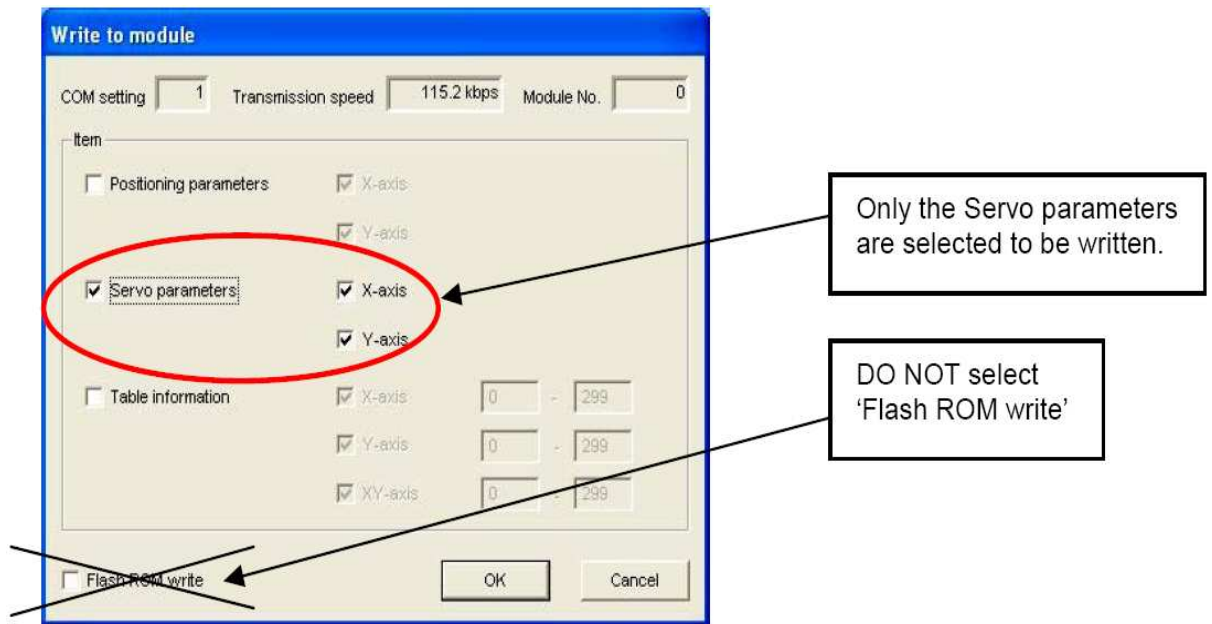 Write to module
COM setting 1 Transmission speed 115.2 kbps Module No. 0
Item
Positioning parameters X-axis
Y-axis
Only the Servo parameters
are selected to be written.
Servo parameters X-axis
Y-axis
DO NOT select
‘Flash ROM write’
Table information X-axis 0 - 299
Y-axis 0 - 299
XY-axis 0 - 299
Flash ROM write OK Cancel